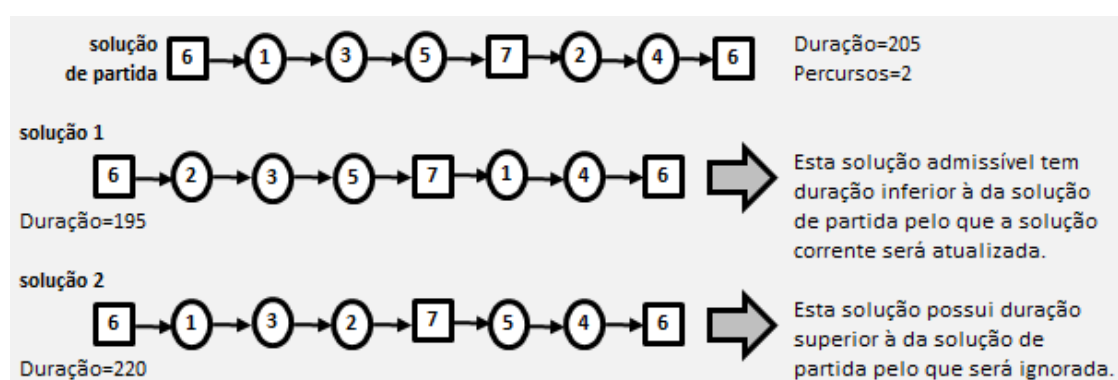 solução
de partida
6 1 3 5 7 2 4 6
Duração=205
Percursos=2
solução 1
6 2 3 5 7 1 4 6
Duração=195
Esta solução admissível tem
duração inferior à da solução
de partida pelo que a solução
corrente será atualizada.
solução 2
6 1 3 2 7 5 4 6
Duração=220
Esta solução possui duração
superior à da solução de
partida pelo que será ignorada.